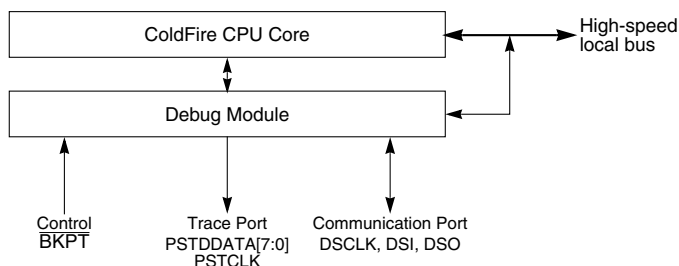 ColdFire CPU Core
High-speed
local bus
Debug Module
Control
BKPT
Trace Port
PSTDDATA[7:0]
PSTCLK
Communication Port
DSCLK, DSI, DSO